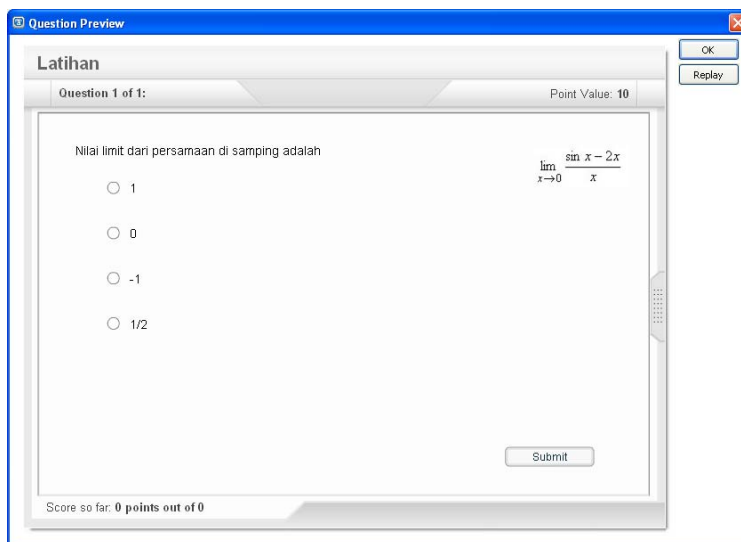 Question Preview
OK
Replay
Latihan
Question 1 of 1:
Point Value: 10
Nilai limit dari persamaan di samping adalah
lim x→0 (sin x − 2x) / x
1
0
-1
1/2
Submit
Score so far: 0 points out of 0